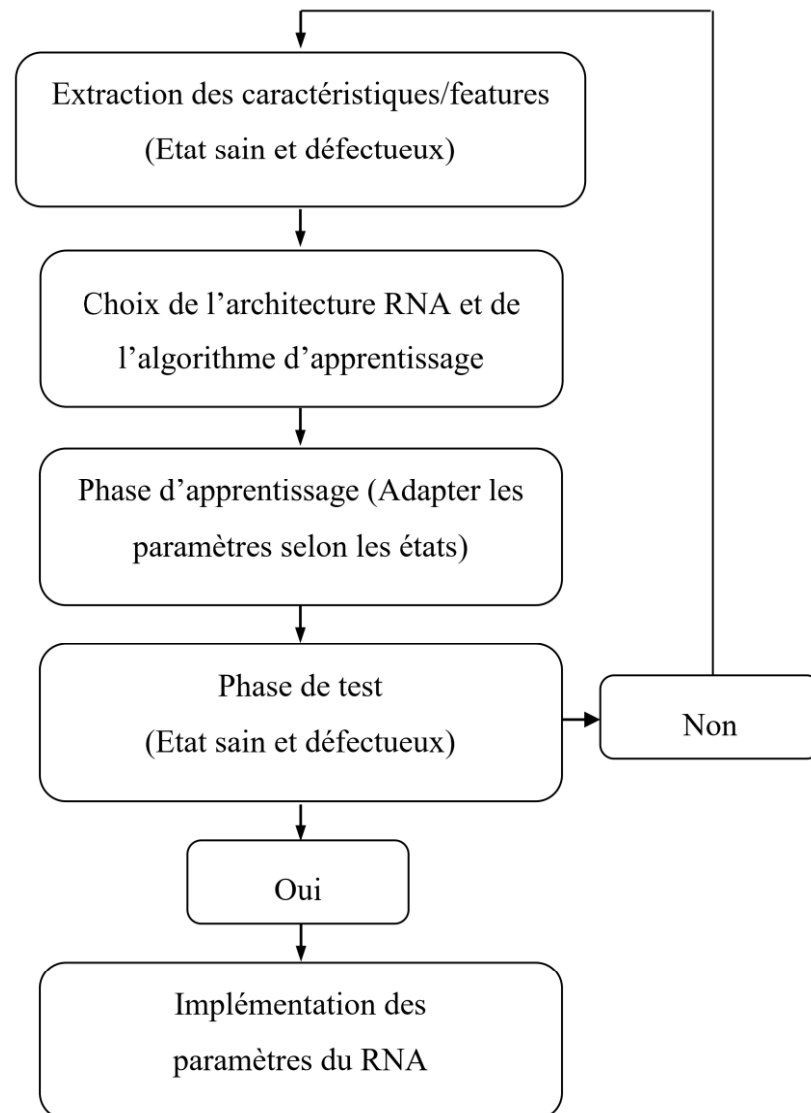 Extraction des caractéristiques/features
(Etat sain et défectueux)
Choix de l’architecture RNA et de
l’algorithme d’apprentissage
Phase d’apprentissage (Adapter les
paramètres selon les états)
Phase de test
(Etat sain et défectueux)
Non
Oui
Implémentation des
paramètres du RNA